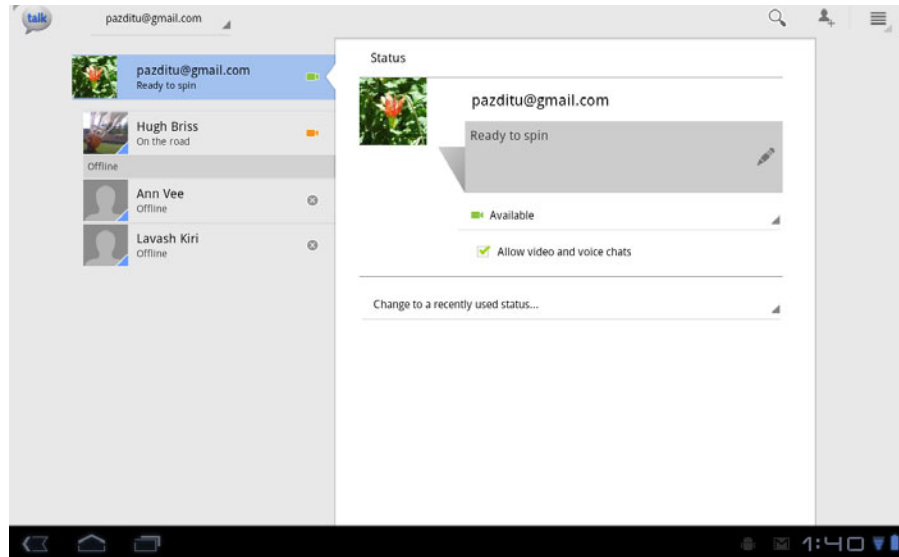 talk
pazditu@gmail.com
pazditu@gmail.com
Ready to spin
Hugh Briss
On the road
Offline
Ann Vee
Offline
Lavash Kiri
Offline
Status
pazditu@gmail.com
Ready to spin
Available
Allow video and voice chats
Change to a recently used status...
1:40